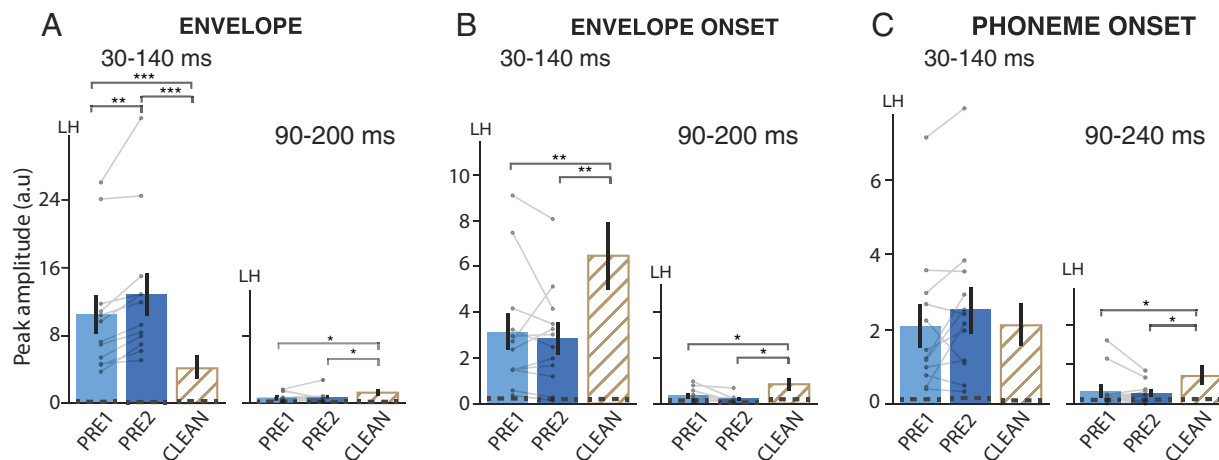 A ENVELOPE
30-140 ms
***
** ***
LH
90-200 ms
Peak amplitude (a.u)
24
16
8
0
PRE1 PRE2 CLEAN
LH
*
*
PRE1 PRE2 CLEAN
B ENVELOPE ONSET
30-140 ms
LH
90-200 ms
**
**
10
8
6
4
2
0
PRE1 PRE2 CLEAN
LH
*
*
PRE1 PRE2 CLEAN
C PHONEME ONSET
30-140 ms
LH
90-240 ms
6
4
2
0
PRE1 PRE2 CLEAN
LH
*
*
PRE1 PRE2 CLEAN